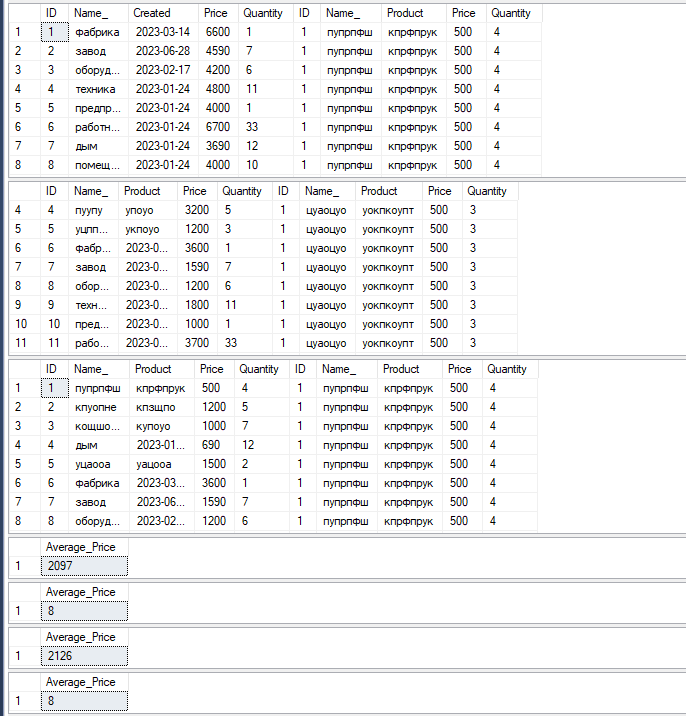 ID Name_ Created Price Quantity ID Name_ Product Price Quantity
1 1 фабрика 2023-03-14 6600 1 1 пупрпфш кпрфпрук 500 4
2 2 завод 2023-06-28 4590 7 1 пупрпфш кпрфпрук 500 4
3 3 оборуд... 2023-02-17 4200 6 1 пупрпфш кпрфпрук 500 4
4 4 техника 2023-01-24 4800 11 1 пупрпфш кпрфпрук 500 4
5 5 предпр... 2023-01-24 4000 1 1 пупрпфш кпрфпрук 500 4
6 6 работн... 2023-01-24 6700 33 1 пупрпфш кпрфпрук 500 4
7 7 дым 2023-01-24 3690 12 1 пупрпфш кпрфпрук 500 4
8 8 помещ... 2023-01-24 4000 10 1 пупрпфш кпрфпрук 500 4
ID Name_ Product Price Quantity ID Name_ Product Price Quantity
4 4 пуупу упоуо 3200 5 1 цуаоцуо уокпкоупт 500 3
5 5 уцпп... укпоуо 1200 3 1 цуаоцуо уокпкоупт 500 3
6 6 фабр... 2023-0... 3600 1 1 цуаоцуо уокпкоупт 500 3
7 7 завод 2023-0... 1590 7 1 цуаоцуо уокпкоупт 500 3
8 8 обор... 2023-0... 1200 6 1 цуаоцуо уокпкоупт 500 3
9 9 техн... 2023-0... 1800 11 1 цуаоцуо уокпкоупт 500 3
10 10 пред... 2023-0... 1000 1 1 цуаоцуо уокпкоупт 500 3
11 11 рабо... 2023-0... 3700 33 1 цуаоцуо уокпкоупт 500 3
ID Name_ Product Price Quantity ID Name_ Product Price Quantity
1 1 пупрпфш кпрфпрук 500 4 1 пупрпфш кпрфпрук 500 4
2 2 кпуопне кпзщпо 1200 5 1 пупрпфш кпрфпрук 500 4
3 3 кощшо... купоуо 1000 7 1 пупрпфш кпрфпрук 500 4
4 4 дым 2023-01... 690 12 1 пупрпфш кпрфпрук 500 4
5 5 уцаооа уацооа 1500 2 1 пупрпфш кпрфпрук 500 4
6 6 фабрика 2023-03... 3600 1 1 пупрпфш кпрфпрук 500 4
7 7 завод 2023-06... 1590 7 1 пупрпфш кпрфпрук 500 4
8 8 оборуд... 2023-02... 1200 6 1 пупрпфш кпрфпрук 500 4
Average_Price
1 2097
Average_Price
1 8
Average_Price
1 2126
Average_Price
1 8